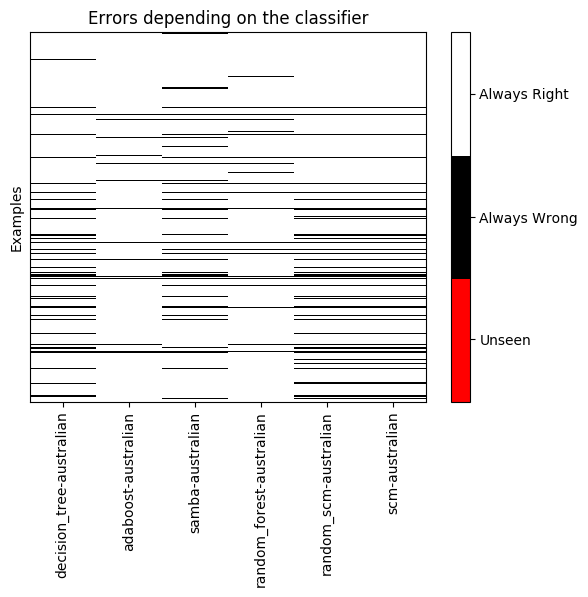 Errors depending on the classifier
Examples
Always Right
Always Wrong
Unseen
decision_tree-australian
adaboost-australian
samba-australian
random_forest-australian
random_scm-australian
scm-australian